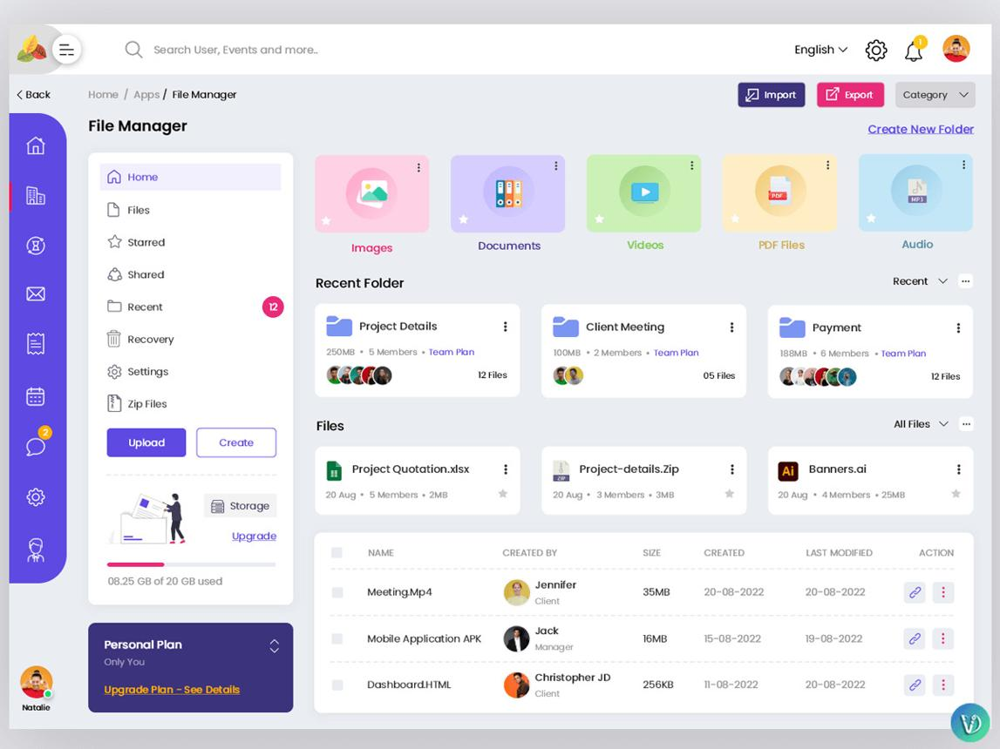 Search User, Events and more..
English
1
Back
Home / Apps / File Manager
Import
Export
Category
File Manager
Create New Folder
Home
Files
Starred
Shared
Recent
12
Recovery
Settings
Zip Files
Upload
Create
Storage
Upgrade
08.25 GB of 20 GB used
Personal Plan
Only You
Upgrade Plan - See Details
2
Natalie
PDF
MP3
Images
Documents
Videos
PDF Files
Audio
Recent Folder
Recent
Project Details
250MB • 5 Members • Team Plan
12 Files
Client Meeting
100MB • 2 Members • Team Plan
05 Files
Payment
188MB • 6 Members • Team Plan
12 Files
Files
All Files
Project Quotation.xlsx
20 Aug • 5 Members • 2MB
ZIP
Project-details.Zip
20 Aug • 3 Members • 3MB
Ai
Banners.ai
20 Aug • 4 Members • 25MB
NAME CREATED BY SIZE CREATED LAST MODIFIED ACTION
Meeting.Mp4 Jennifer 35MB 20-08-2022 20-08-2022
Client
Mobile Application APK Jack 16MB 15-08-2022 19-08-2022
Manager
Dashboard.HTML Christopher JD 256KB 11-08-2022 20-08-2022
Client